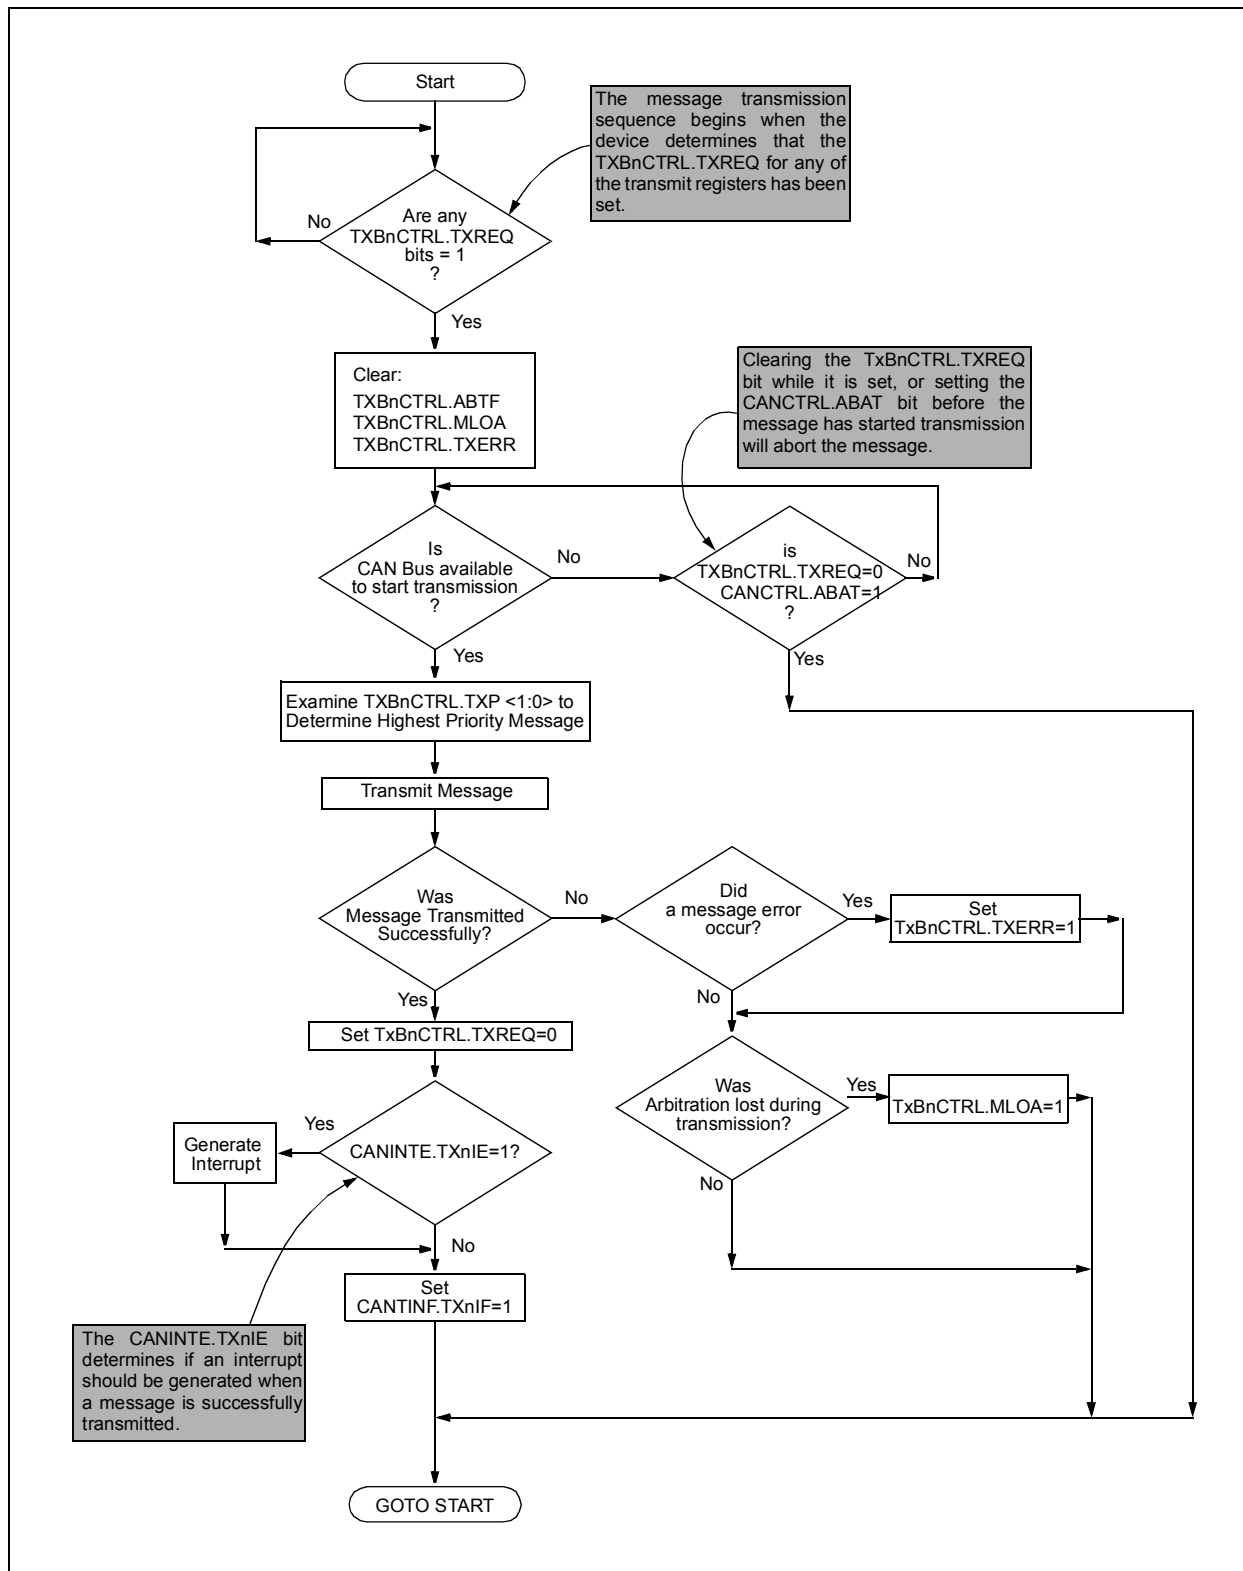 Start
The message transmission
sequence begins when the
device determines that the
TXBnCTRL.TXREQ for any of
the transmit registers has been
set.
No
Are any
TXBnCTRL.TXREQ
bits = 1
?
Yes
Clear:
TXBnCTRL.ABTF
TXBnCTRL.MLOA
TXBnCTRL.TXERR
Clearing the TxBnCTRL.TXREQ
bit while it is set, or setting the
CANCTRL.ABAT bit before the
message has started transmission
will abort the message.
Is
CAN Bus available
to start transmission
?
No
is
TXBnCTRL.TXREQ=0
CANCTRL.ABAT=1
?
No
Yes
Yes
Examine TXBnCTRL.TXP <1:0> to
Determine Highest Priority Message
Transmit Message
Was
Message Transmitted
Successfully?
No
Did
a message error
occur?
Yes
Set
TxBnCTRL.TXERR=1
Yes
No
Set TxBnCTRL.TXREQ=0
Was
Arbitration lost during
transmission?
Yes
TxBnCTRL.MLOA=1
No
Yes
CANINTE.TXnIE=1?
Generate
Interrupt
No
Set
CANTINF.TXnIF=1
The CANINTE.TXnIE bit
determines if an interrupt
should be generated when
a message is successfully
transmitted.
GOTO START